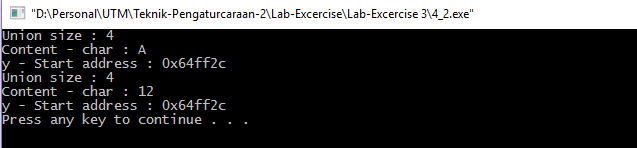 "D:\Personal\UTM\Teknik-Pengaturcaraan-2\Lab-Excercise\Lab-Excercer 3\4_2.exe"
Union size : 4
Content - char : A
y - Start address : 0x64ff2c
Union size : 4
Content - char : 12
y - Start address : 0x64ff2c
Press any key to continue . . .